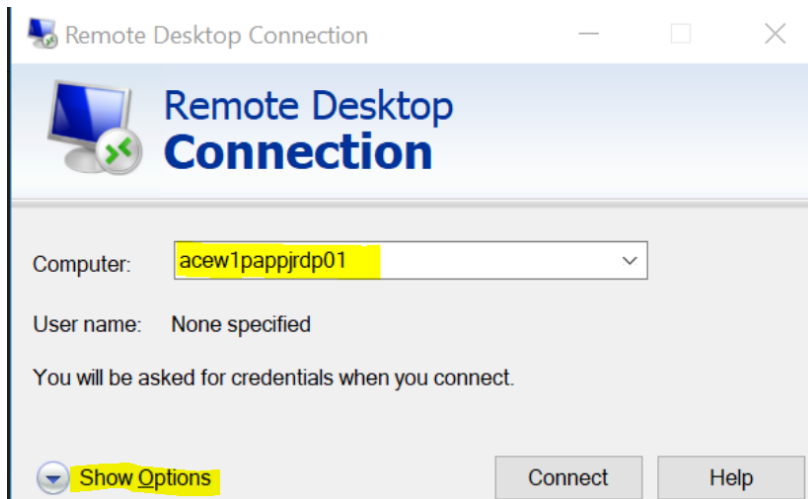 Remote Desktop Connection
Remote Desktop
Connection
Computer: acew1pappjrdp01
User name: None specified
You will be asked for credentials when you connect.
Show Options Connect Help